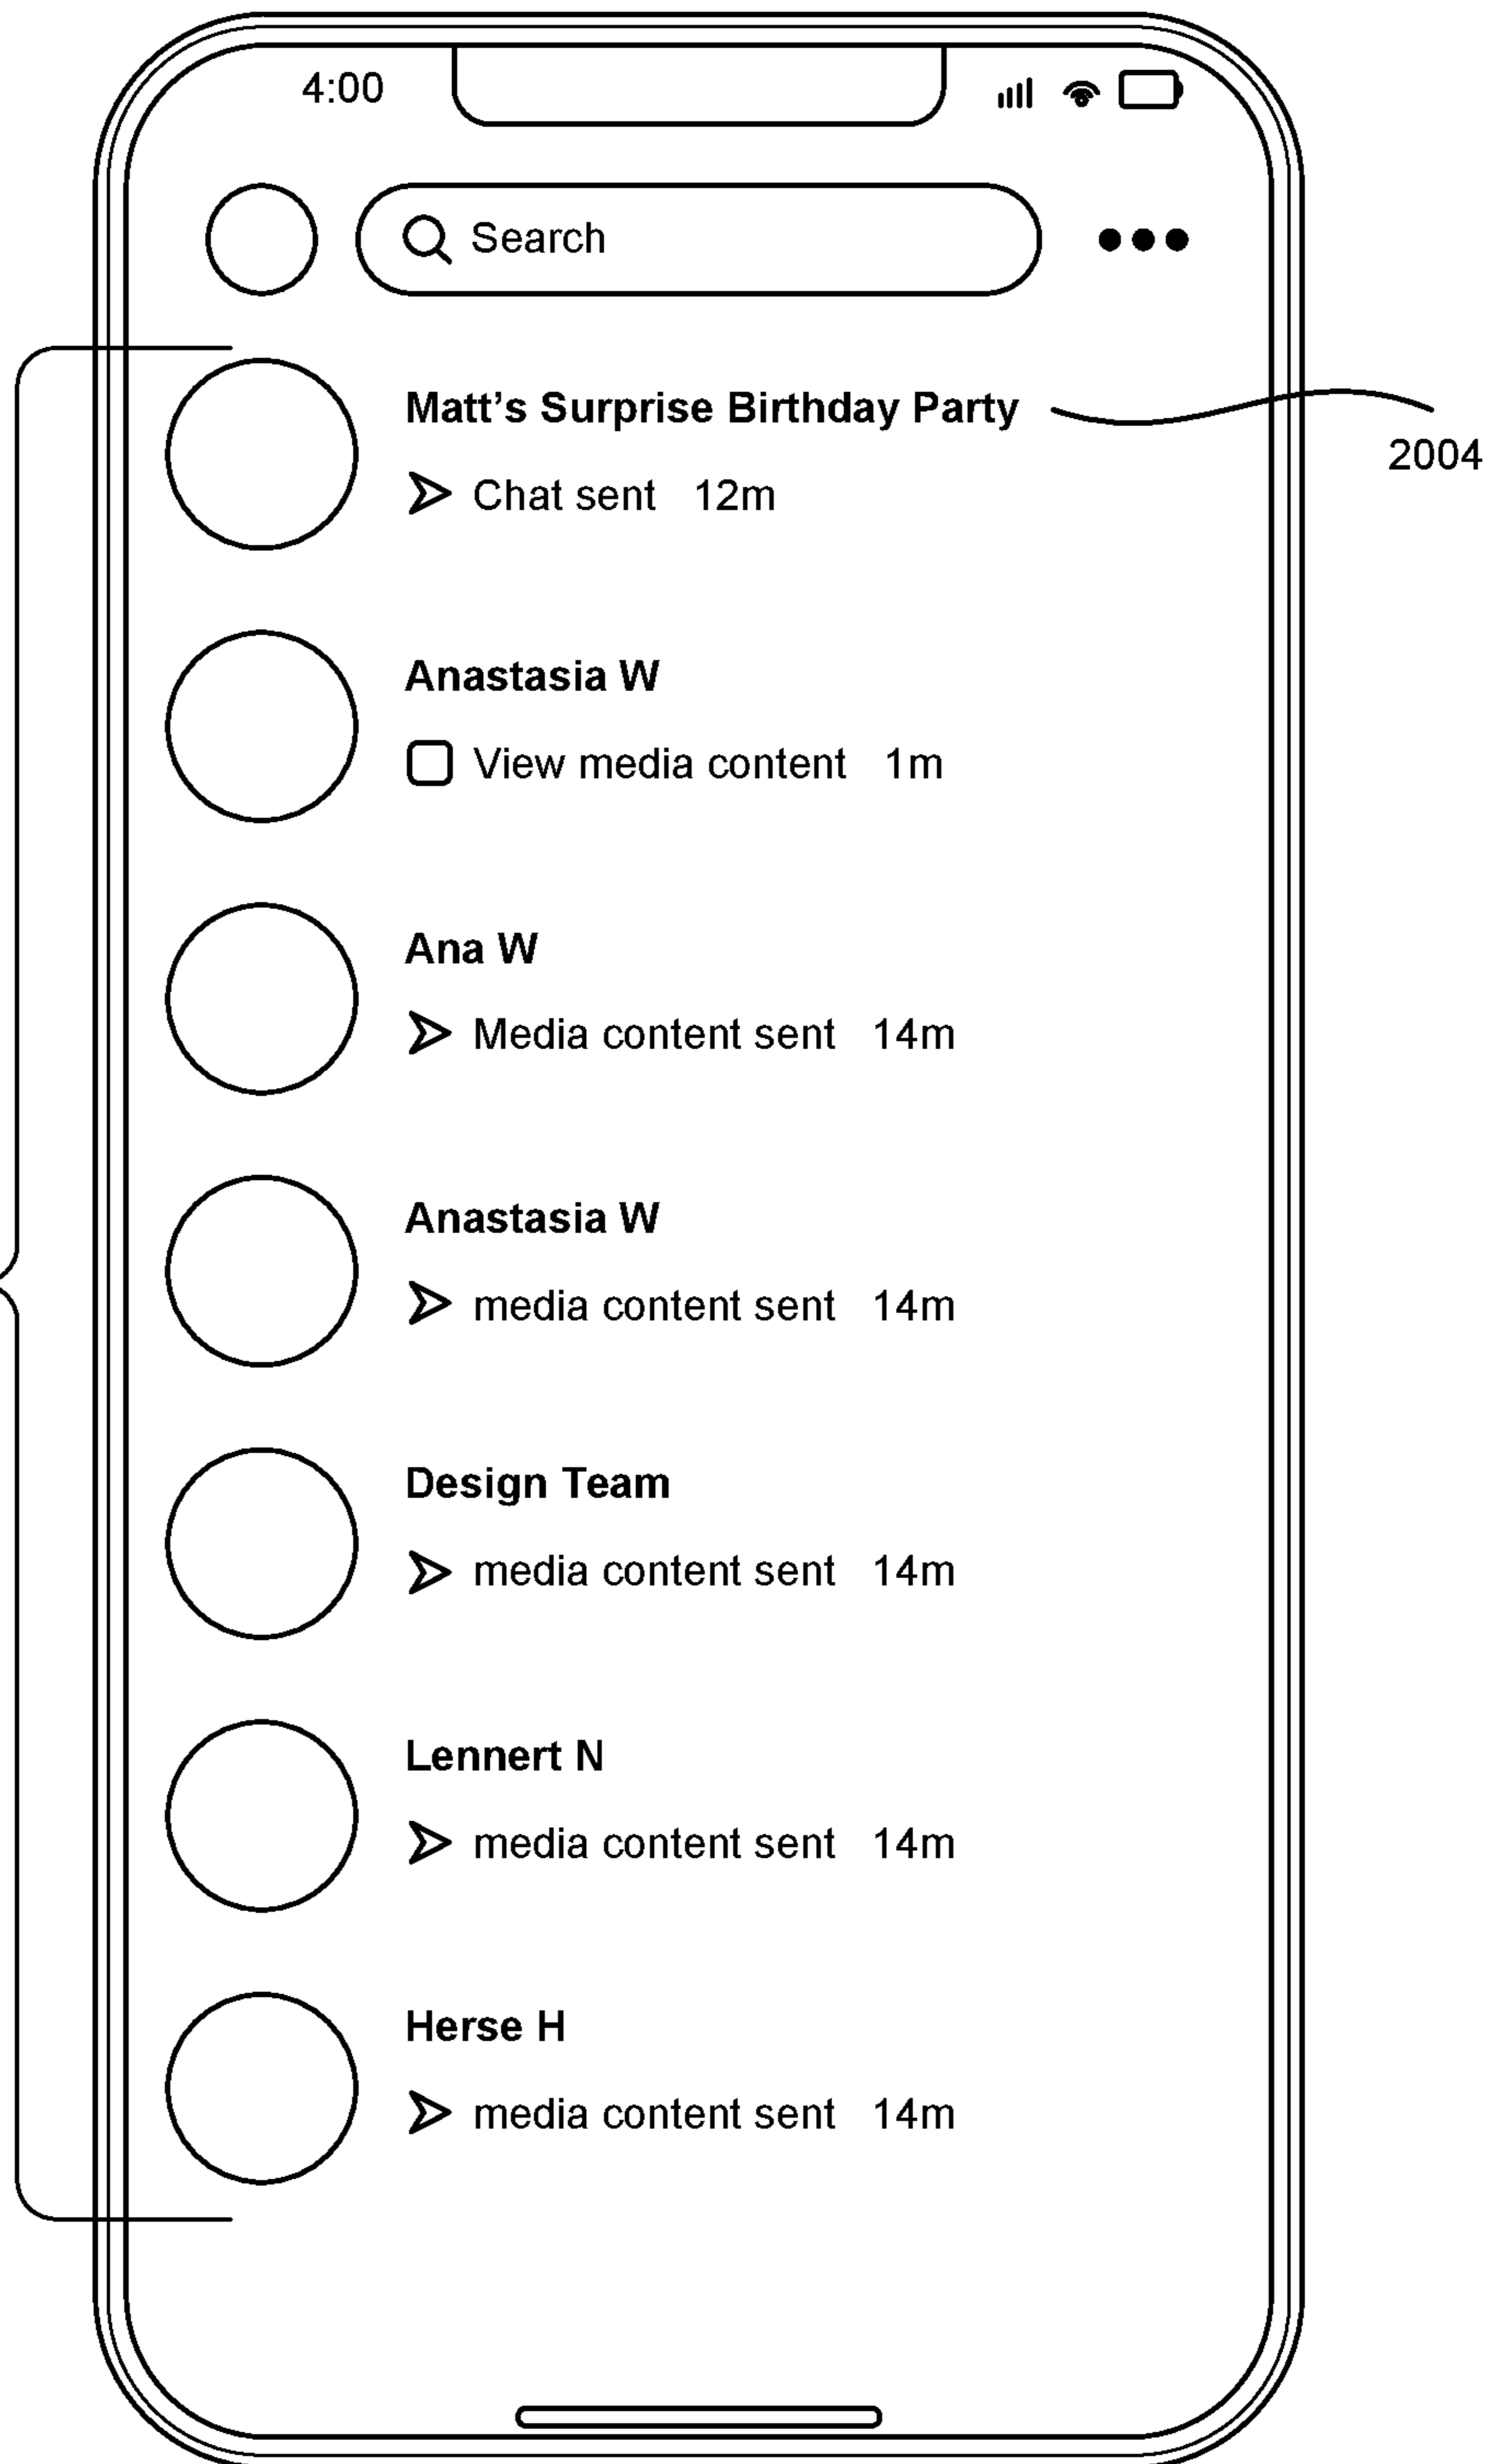 4:00
Search
Matt’s Surprise Birthday Party
2004
Chat sent 12m
Anastasia W
View media content 1m
Ana W
Media content sent 14m
Anastasia W
media content sent 14m
Design Team
media content sent 14m
Lennert N
media content sent 14m
Herse H
media content sent 14m